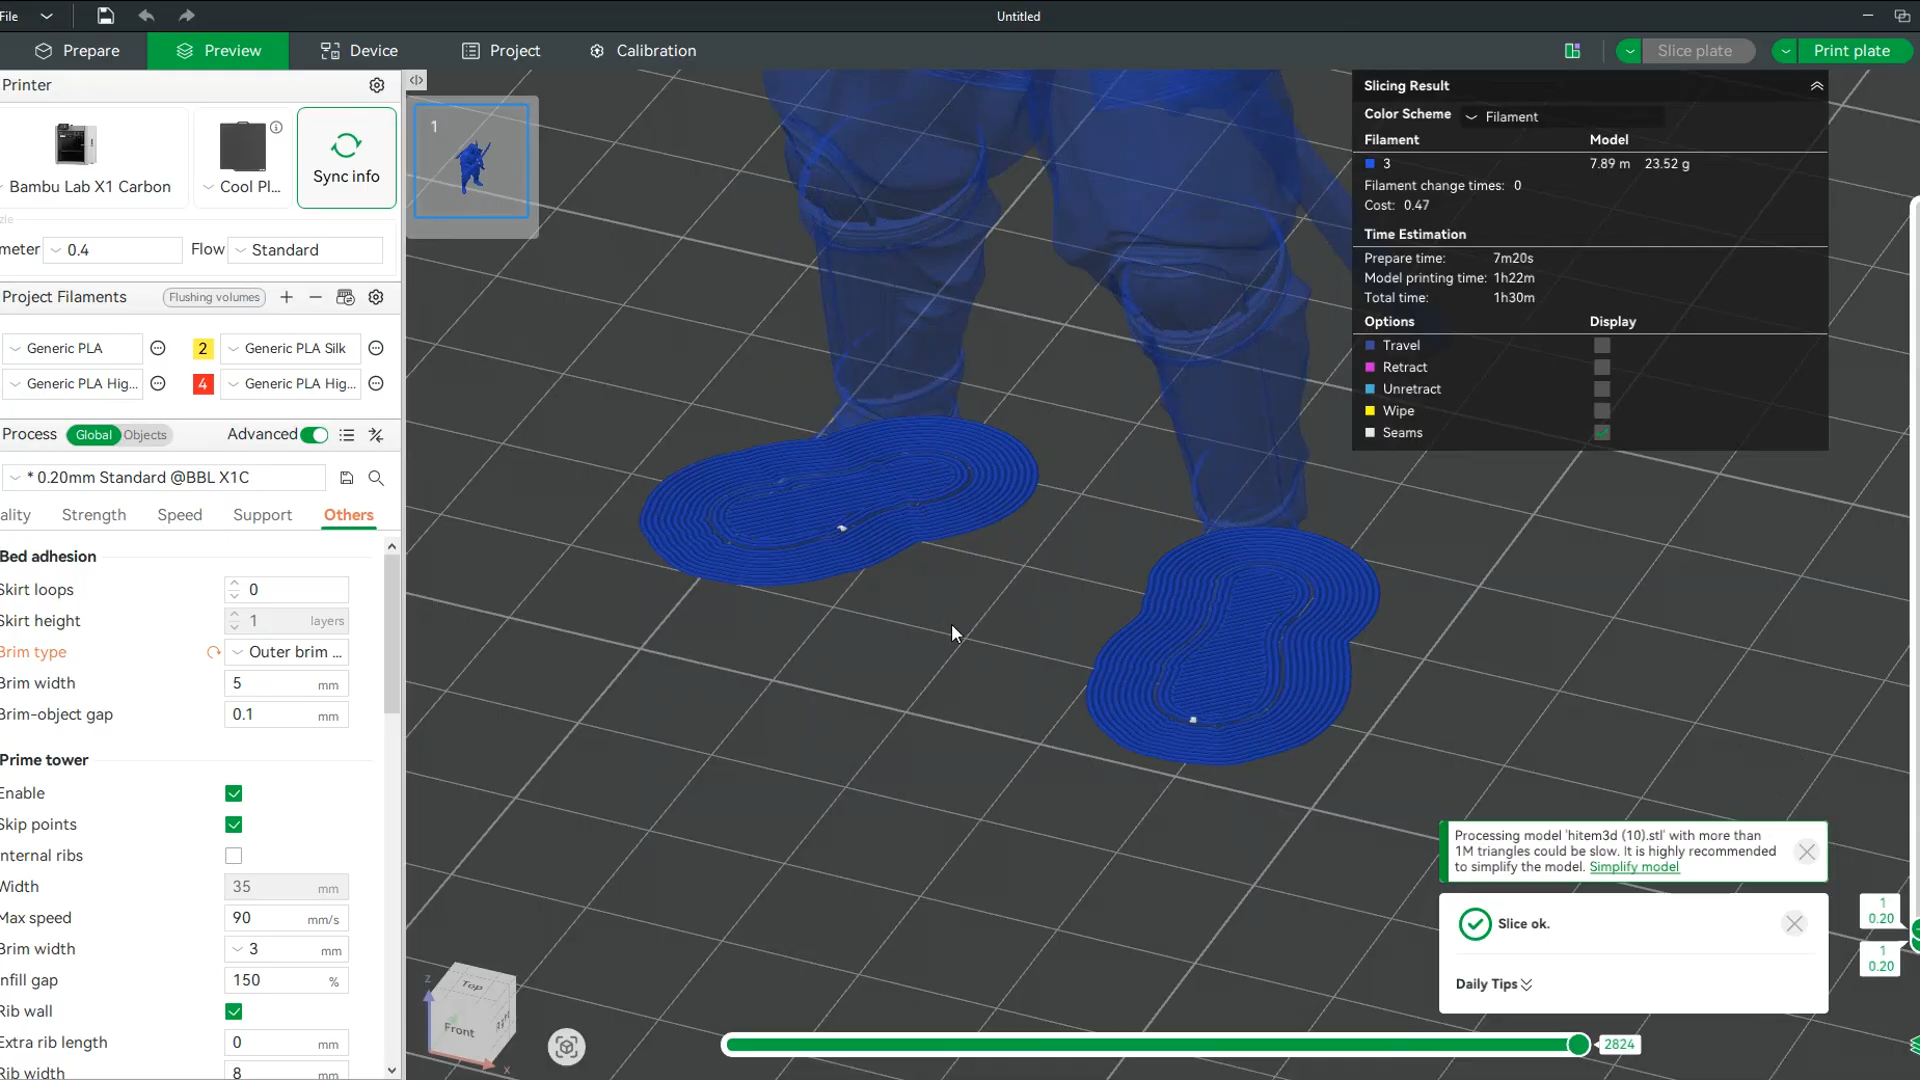 File
Untitled
Prepare
Preview
Device
Project
Calibration
Slice plate
Print plate
Printer
Bambu Lab X1 Carbon
Cool Pl...
Sync info
zle
meter
0.4
Flow
Standard
Project Filaments
Flushing volumes
Generic PLA
2
Generic PLA Silk
Generic PLA Hig...
4
Generic PLA Hig...
Process
Global
Objects
Advanced
* 0.20mm Standard @BBL X1C
ality
Strength
Speed
Support
Others
Bed adhesion
Skirt loops
0
Skirt height
1 layers
Brim type
Outer brim ...
Brim width
5 mm
Brim-object gap
0.1 mm
Prime tower
Enable
Skip points
nternal ribs
Width
35 mm
Max speed
90 mm/s
Brim width
3 mm
nfill gap
150 %
Rib wall
Extra rib length
0 mm
Rib width
8 mm
1
Slicing Result
Color Scheme
Filament
Filament
Model
3
7.89 m 23.52 g
Filament change times: 0
Cost: 0.47
Time Estimation
Prepare time: 7m20s
Model printing time: 1h22m
Total time: 1h30m
Options
Display
Travel
Retract
Unretract
Wipe
Seams
Processing model 'hitem3d (10).stl' with more than
1M triangles could be slow. It is highly recommended
to simplify the model. Simplify model
Slice ok.
Daily Tips
1
0.20
1
0.20
z
Top
Front
Right
x
2824